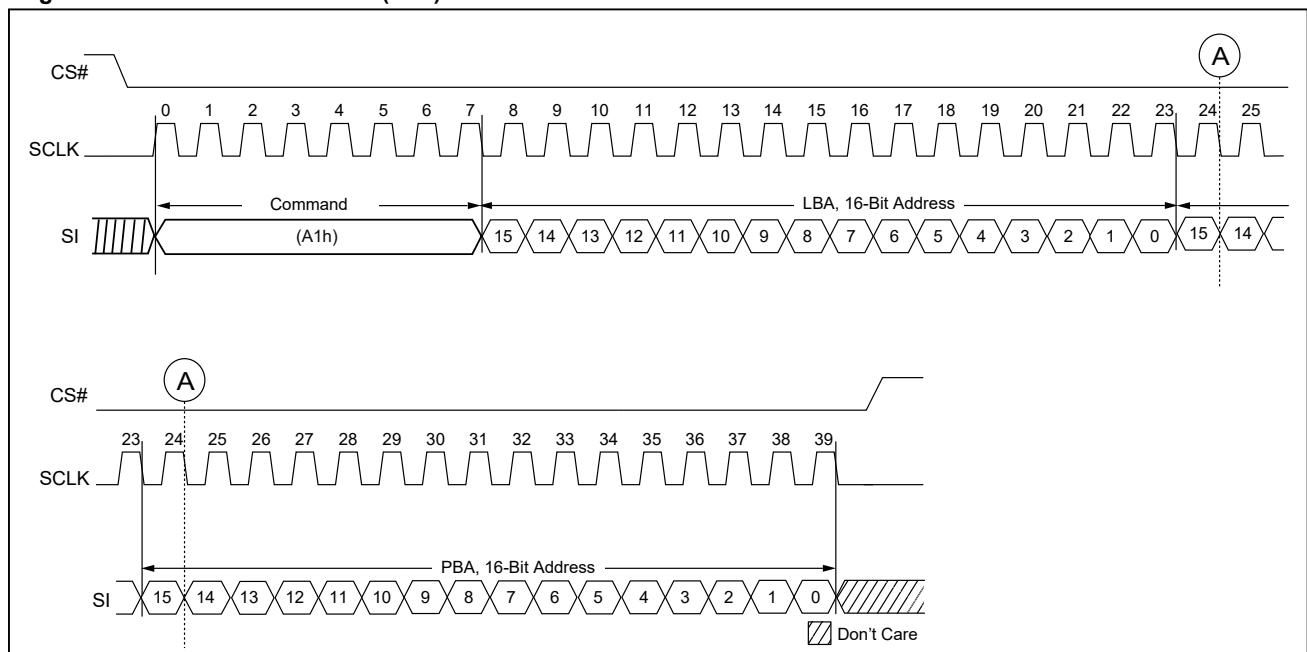 A
CS#
0 1 2 3 4 5 6 7 8 9 10 11 12 13 14 15 16 17 18 19 20 21 22 23 24 25
SCLK
Command LBA, 16-Bit Address
SI (A1h) 15 14 13 12 11 10 9 8 7 6 5 4 3 2 1 0 15 14
A
CS#
23 24 25 26 27 28 29 30 31 32 33 34 35 36 37 38 39
SCLK
PBA, 16-Bit Address
SI 15 14 13 12 11 10 9 8 7 6 5 4 3 2 1 0
Don't Care